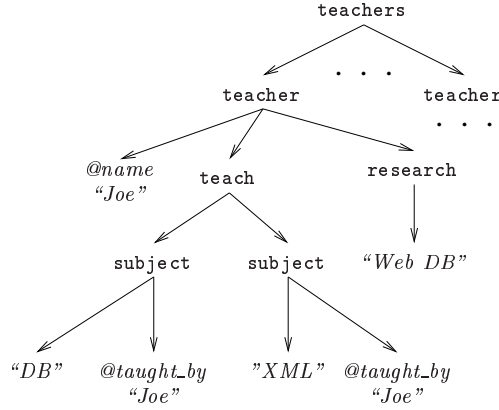 teachers
. . .
teacher
teacher
. . .
@name
“Joe”
teach
research
subject
subject
“Web DB”
“DB”
@taught_by
“Joe”
”XML”
@taught_by
“Joe”